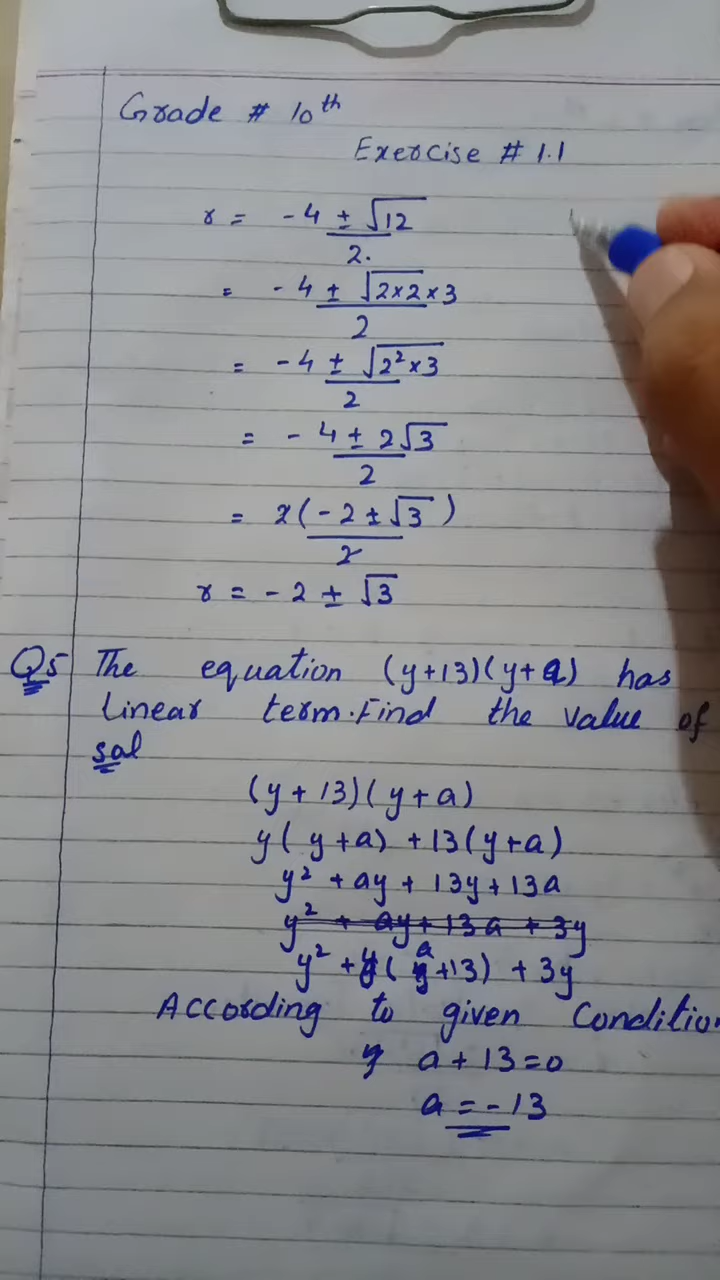 Grade # 10th
Exercise # 1.1
x = -4 ± √12 / 2.
= -4 ± √2×2×3 / 2
= -4 ± √2²×3 / 2
= -4 ± 2√3 / 2
= 2(-2 ± √3) / 2
x = -2 ± √3
Q5 The equation (y+13)(y+a) has
Linear term. Find the value of
Sol
(y+13)(y+a)
y(y+a) +13(y+a)
y² + ay + 13y + 13a
y² + ay + 13a + 3y
y² + y(a+13) + 3y
According to given Condition
y a + 13 = 0
a = -13